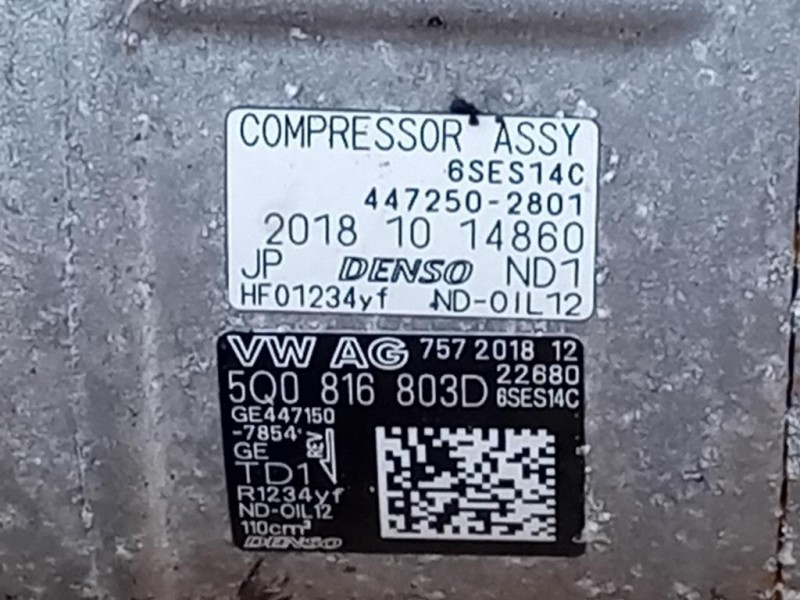 COMPRESSOR ASSY
6SES14C
447250-2801
2018 10 14860
JP DENSO ND1
HF01234yf ND-OIL12
VW AG 757 2018 12
5Q0 816 803D 22680
6SES14C
GE447150
-7854
GE REV
TD1
R1234yf
ND-OIL12
110cm³
DENSO